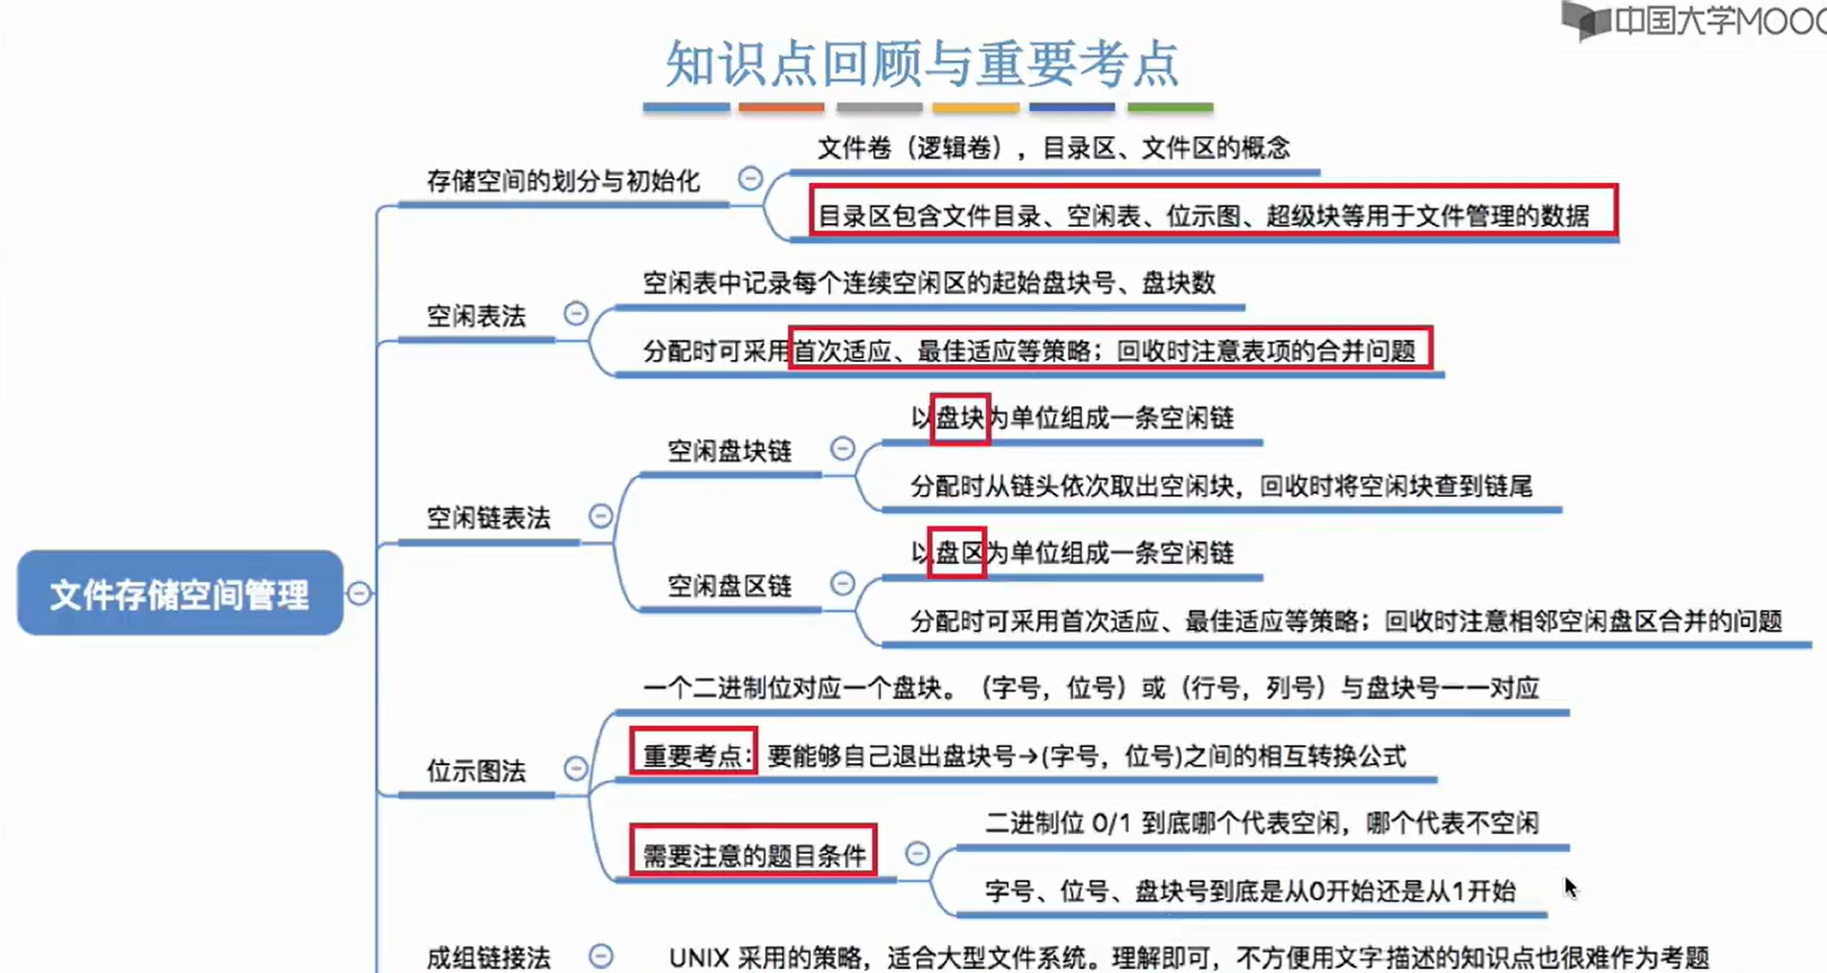 中国大学MOOC
知识点回顾与重要考点
文件卷（逻辑卷），目录区、文件区的概念
存储空间的划分与初始化
目录区包含文件目录、空闲表、位示图、超级块等用于文件管理的数据
空闲表中记录每个连续空闲区的起始盘块号、盘块数
空闲表法
分配时可采用首次适应、最佳适应等策略；回收时注意表项的合并问题
以盘块为单位组成一条空闲链
空闲盘块链
分配时从链头依次取出空闲块，回收时将空闲块查到链尾
空闲链表法
以盘区为单位组成一条空闲链
空闲盘区链
文件存储空间管理
分配时可采用首次适应、最佳适应等策略；回收时注意相邻空闲盘区合并的问题
一个二进制位对应一个盘块。（字号，位号）或（行号，列号）与盘块号一一对应
重要考点：要能够自己退出盘块号→(字号，位号)之间的相互转换公式
位示图法
二进制位 0/1 到底哪个代表空闲，哪个代表不空闲
需要注意的题目条件
字号、位号、盘块号到底是从0开始还是从1开始
成组链接法
UNIX 采用的策略，适合大型文件系统。理解即可，不方便用文字描述的知识点也很难作为考题